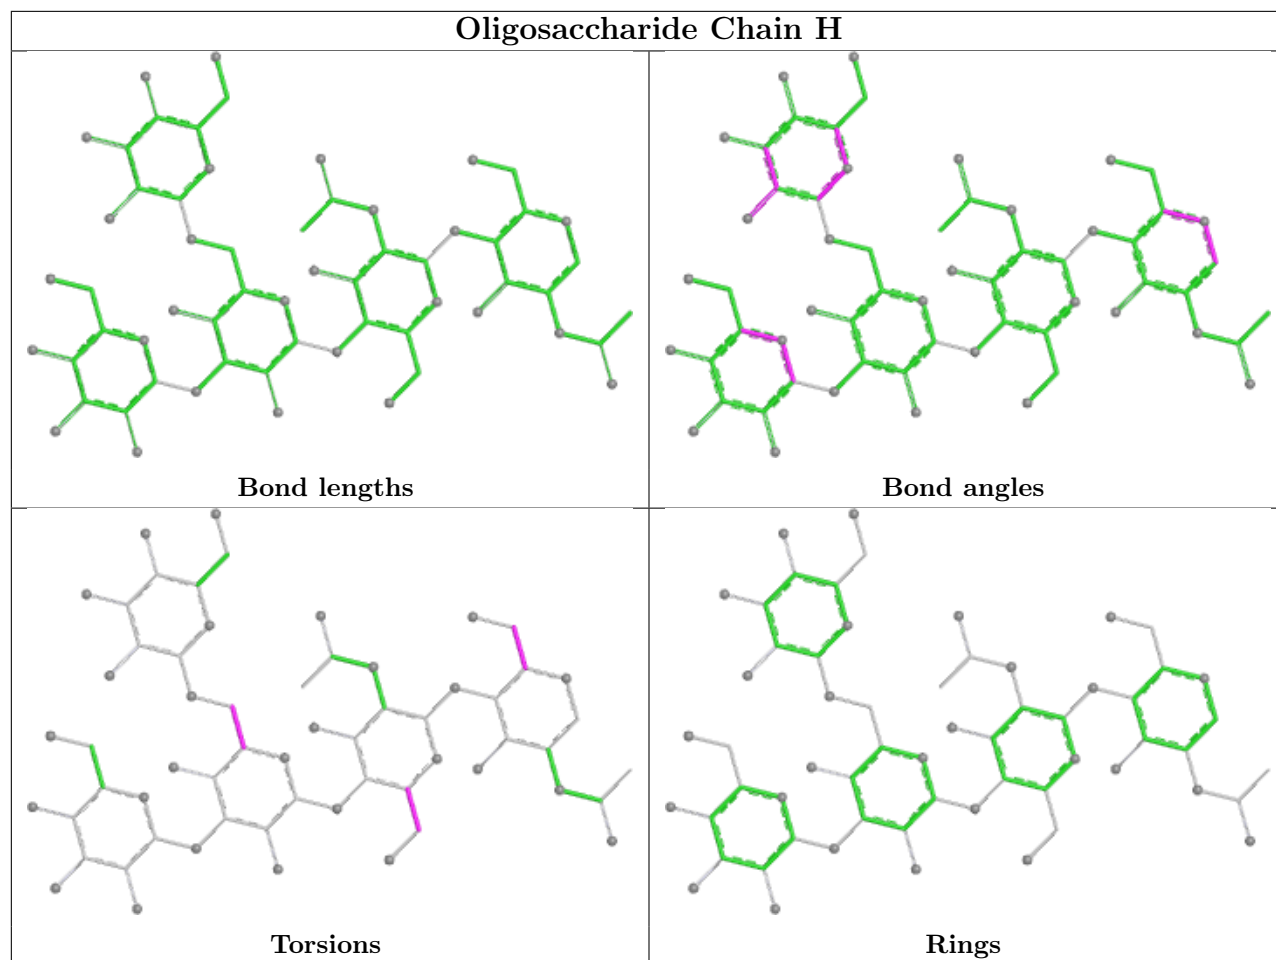 Oligosaccharide Chain H
Bond lengths
Bond angles
Torsions
Rings